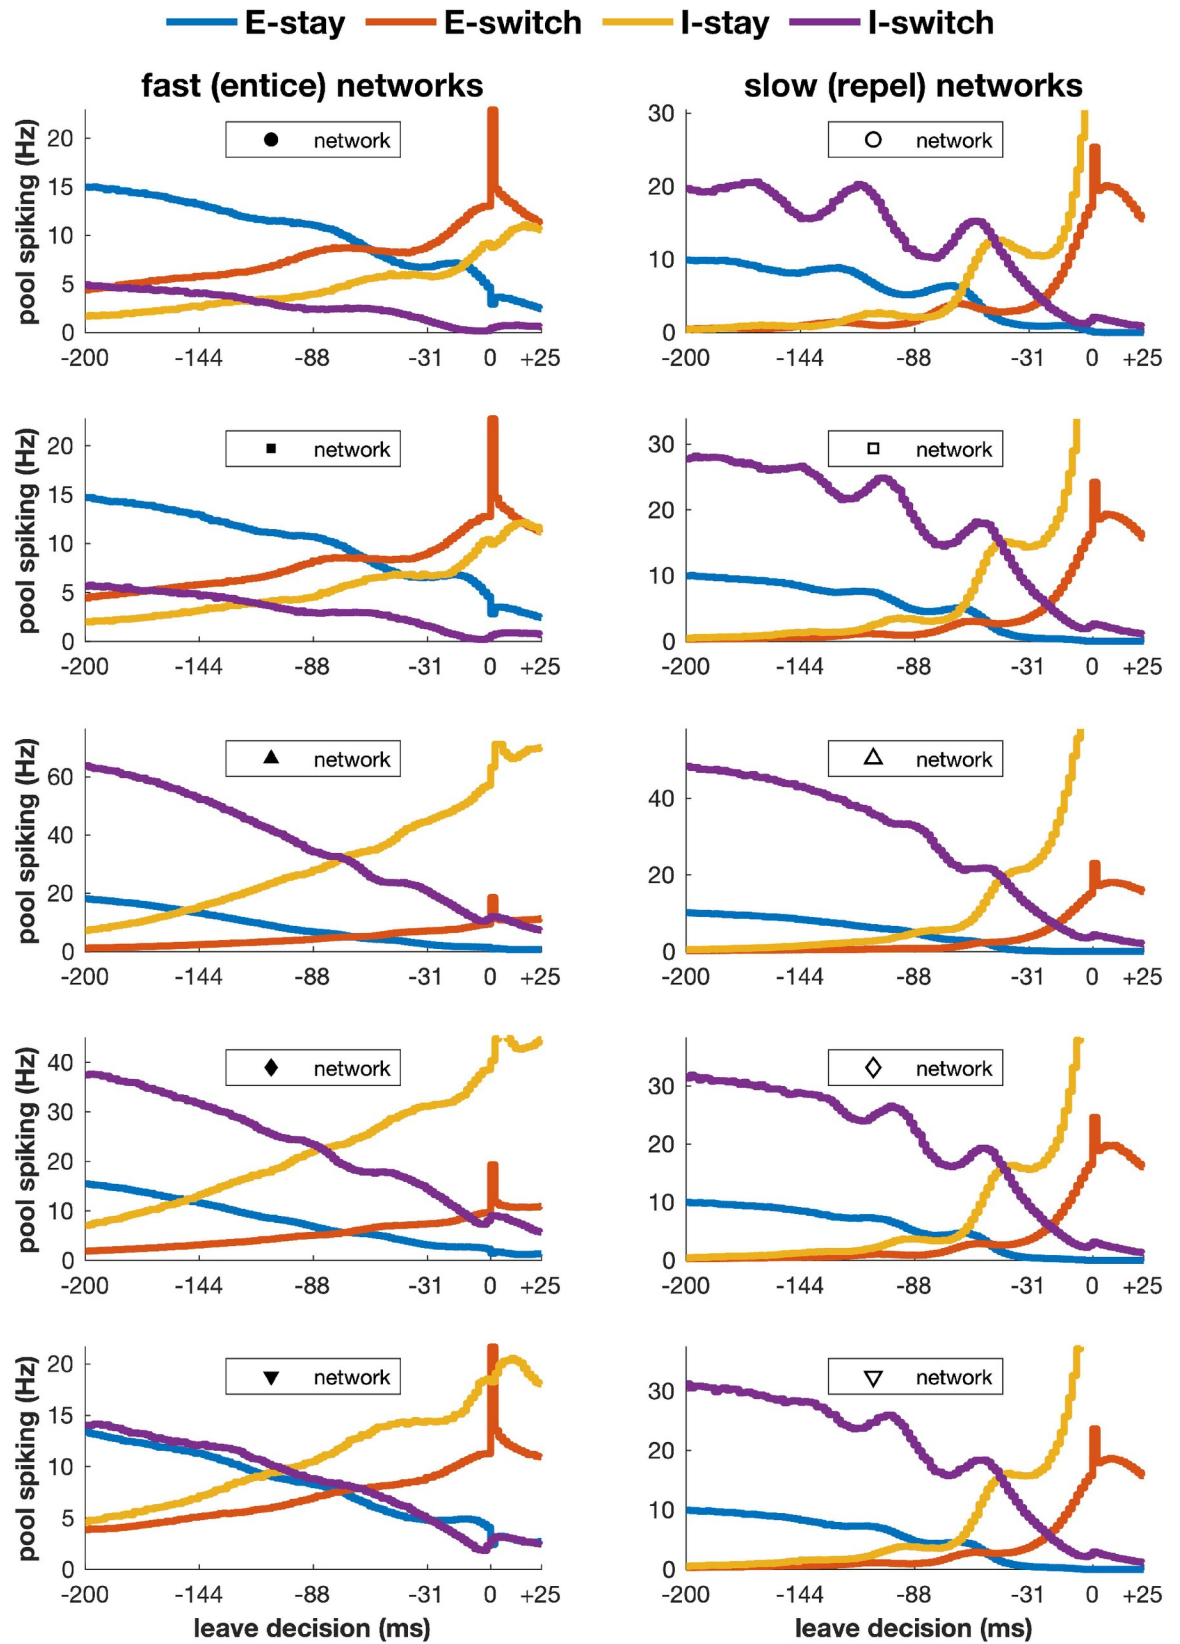 E-stay E-switch I-stay I-switch
fast (entice) networks slow (repel) networks
pool spiking (Hz)
20
15
10
5
0
● network
-200 -144 -88 -31 0 +25
30
20
10
0
○ network
-200 -144 -88 -31 0 +25
pool spiking (Hz)
20
15
10
5
0
■ network
-200 -144 -88 -31 0 +25
30
20
10
0
□ network
-200 -144 -88 -31 0 +25
pool spiking (Hz)
60
40
20
0
▲ network
-200 -144 -88 -31 0 +25
40
20
0
△ network
-200 -144 -88 -31 0 +25
pool spiking (Hz)
40
30
20
10
0
◆ network
-200 -144 -88 -31 0 +25
30
20
10
0
◇ network
-200 -144 -88 -31 0 +25
pool spiking (Hz)
20
15
10
5
0
▼ network
-200 -144 -88 -31 0 +25
leave decision (ms)
30
20
10
0
▽ network
-200 -144 -88 -31 0 +25
leave decision (ms)